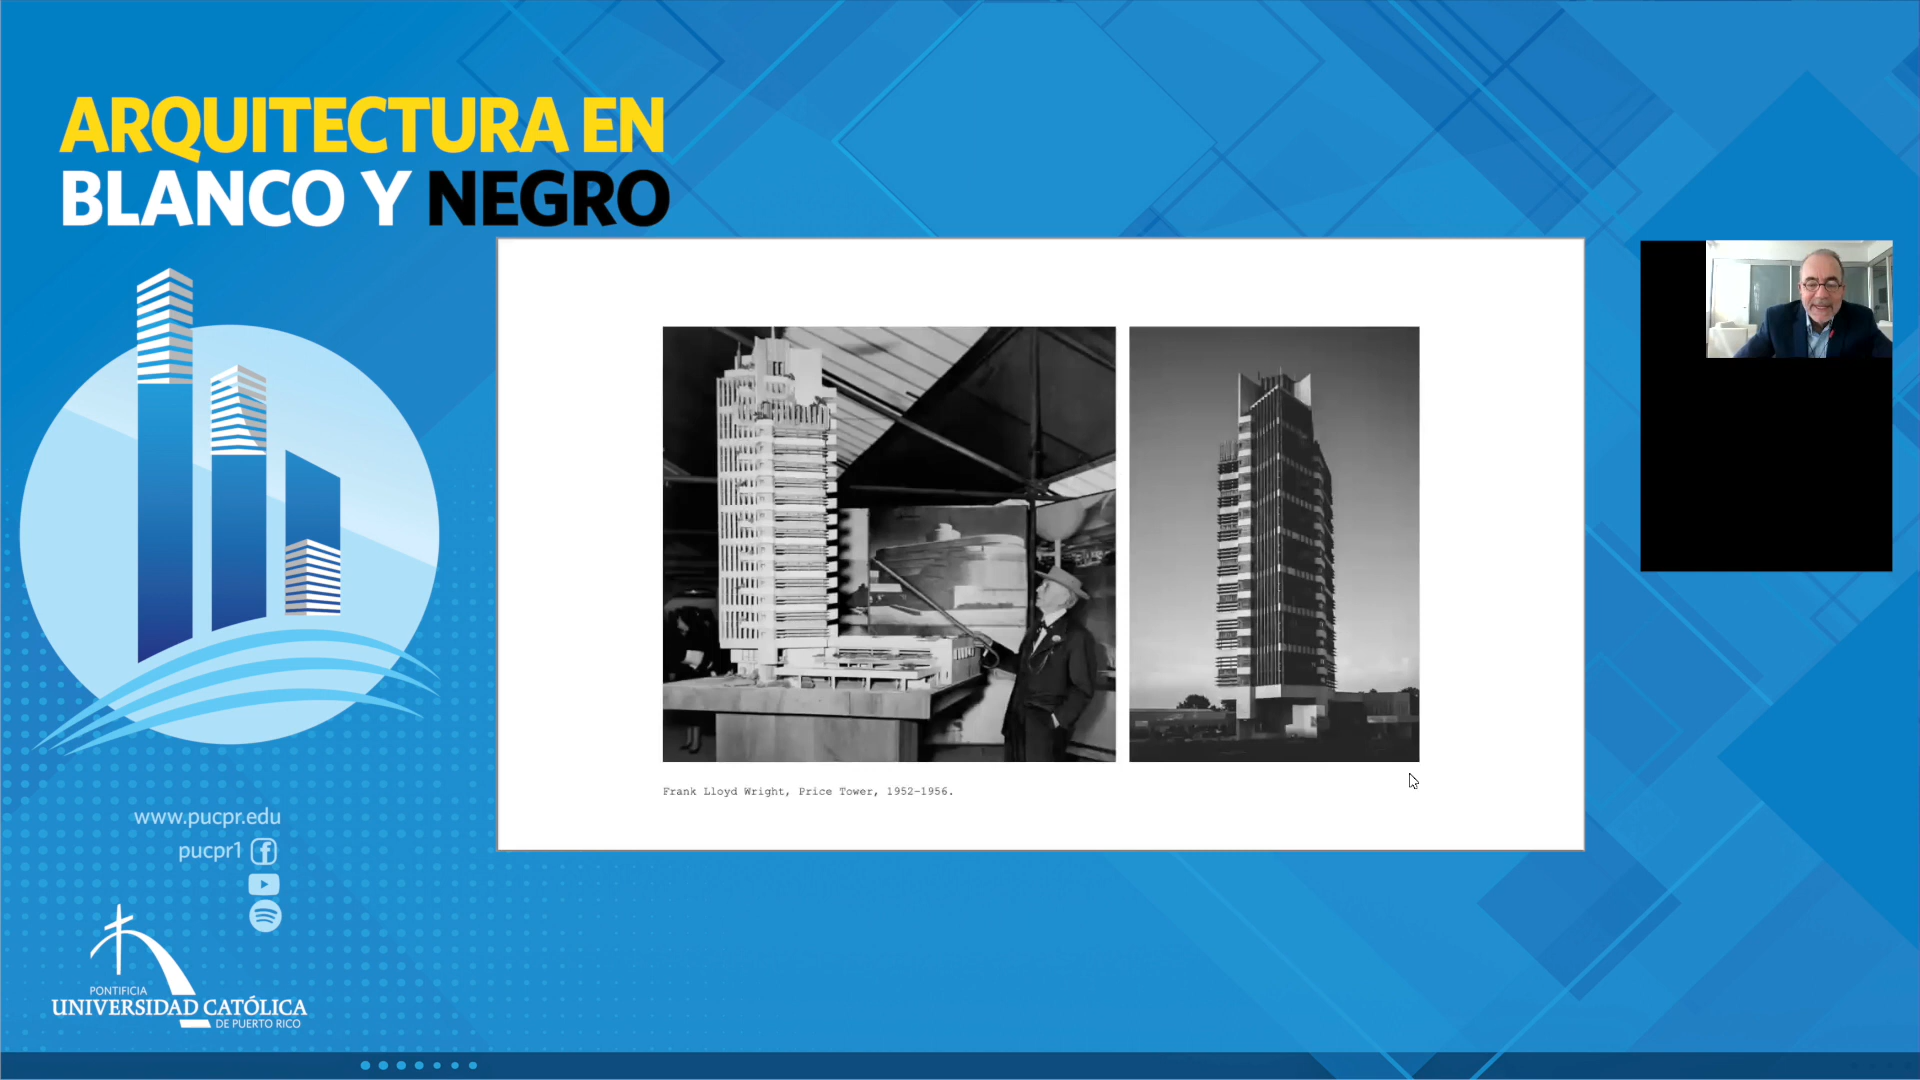 ARQUITECTURA EN
BLANCO Y NEGRO
Frank Lloyd Wright, Price Tower, 1952-1956.
www.pucpr.edu
pucpr1
PONTIFICIA
UNIVERSIDAD CATÓLICA
DE PUERTO RICO